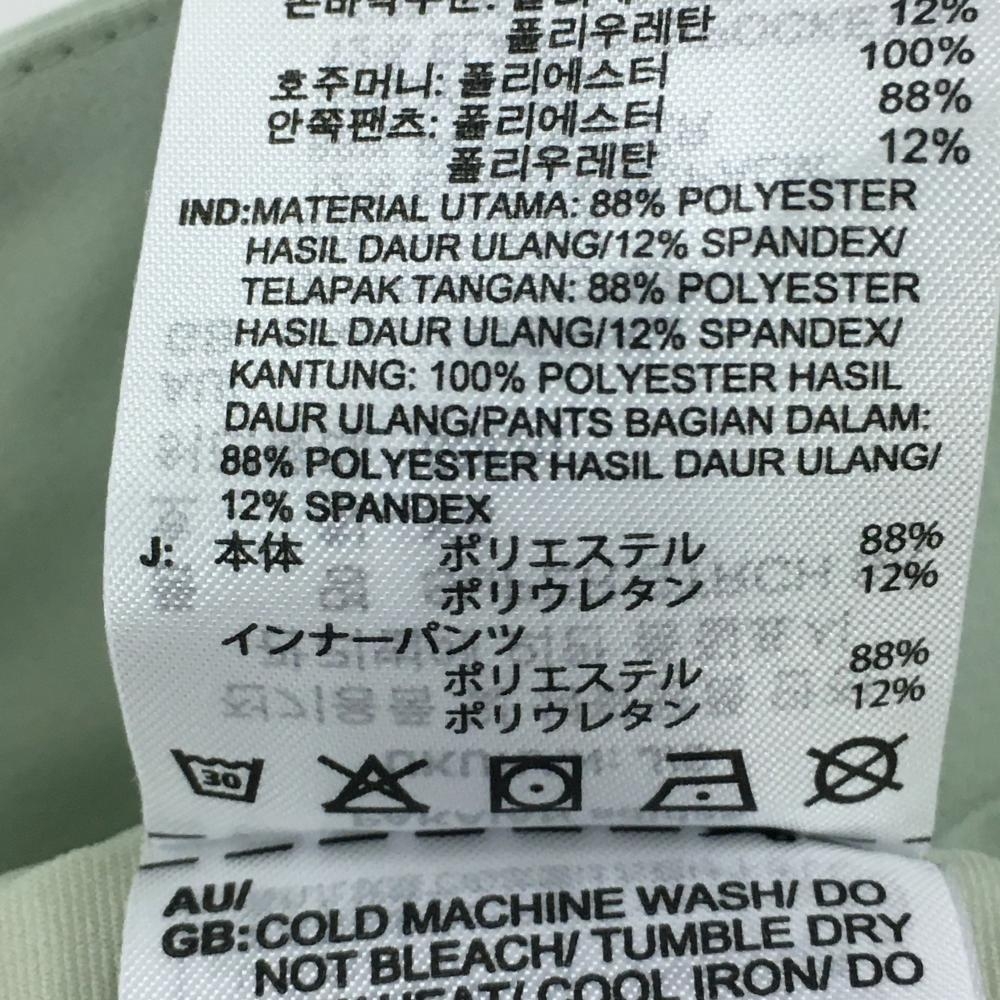 폴리우레탄 12%
호주머니: 폴리에스터 100%
안쪽팬츠: 폴리에스터 88%
폴리우레탄 12%
IND:MATERIAL UTAMA: 88% POLYESTER
HASIL DAUR ULANG/12% SPANDEX/
TELAPAK TANGAN: 88% POLYESTER
HASIL DAUR ULANG/12% SPANDEX/
KANTUNG: 100% POLYESTER HASIL
DAUR ULANG/PANTS BAGIAN DALAM:
88% POLYESTER HASIL DAUR ULANG/
12% SPANDEX
J: 本体 ポリエステル 88%
ポリウレタン 12%
インナーパンツ
ポリエステル 88%
ポリウレタン 12%
30
AU/
GB:COLD MACHINE WASH/ DO
NOT BLEACH/ TUMBLE DRY
HEAT/ COOL IRON/ DO